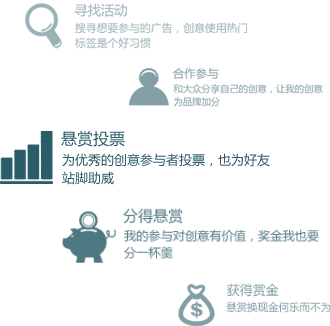 寻找活动
搜寻想要参与的广告，创意使用热门
标签是个好习惯
合作参与
和大众分享自己的创意，让我的创意
为品牌加分
悬赏投票
为优秀的创意参与者投票，也为好友
站脚助威
分得悬赏
我的参与对创意有价值，奖金我也要
分一杯羹
获得赏金
悬赏换现金何乐而不为
$